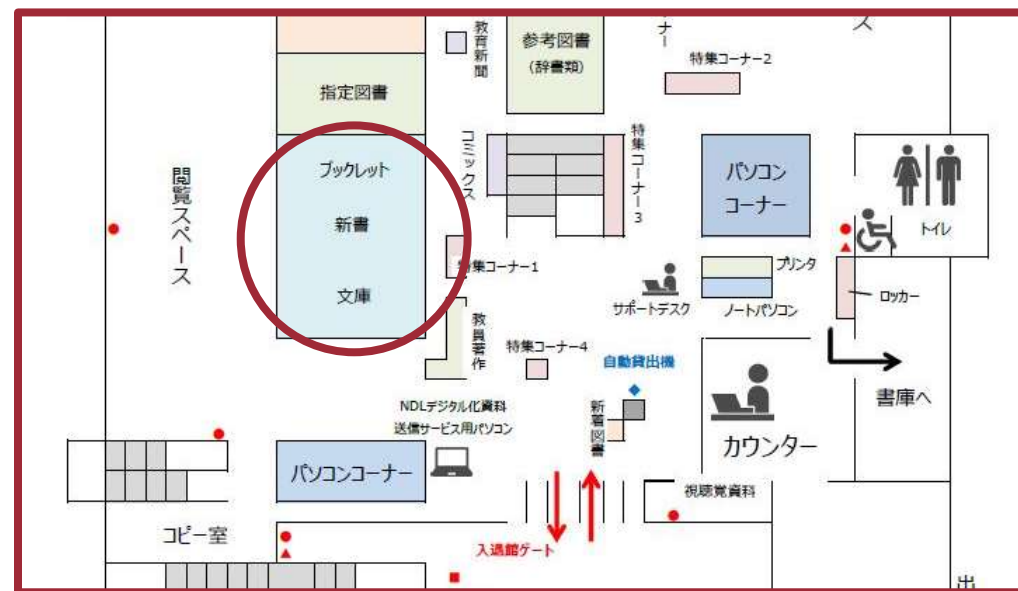 教育新聞
参考図書
(辞書類)
ナー
特集コーナー2
ス
指定図書
ブックレット
新書
文庫
閲覧スペース
コミックス
特集コーナー3
パソコン
コーナー
トイレ
特集コーナー1
プリンタ
サポートデスク
ノートパソコン
ロッカー
教員著作
特集コーナー4
自動貸出機
書庫へ
NDLデジタル化資料
送信サービス用パソコン
新着図書
カウンター
パソコンコーナー
視聴覚資料
コピー室
入退館ゲート
出